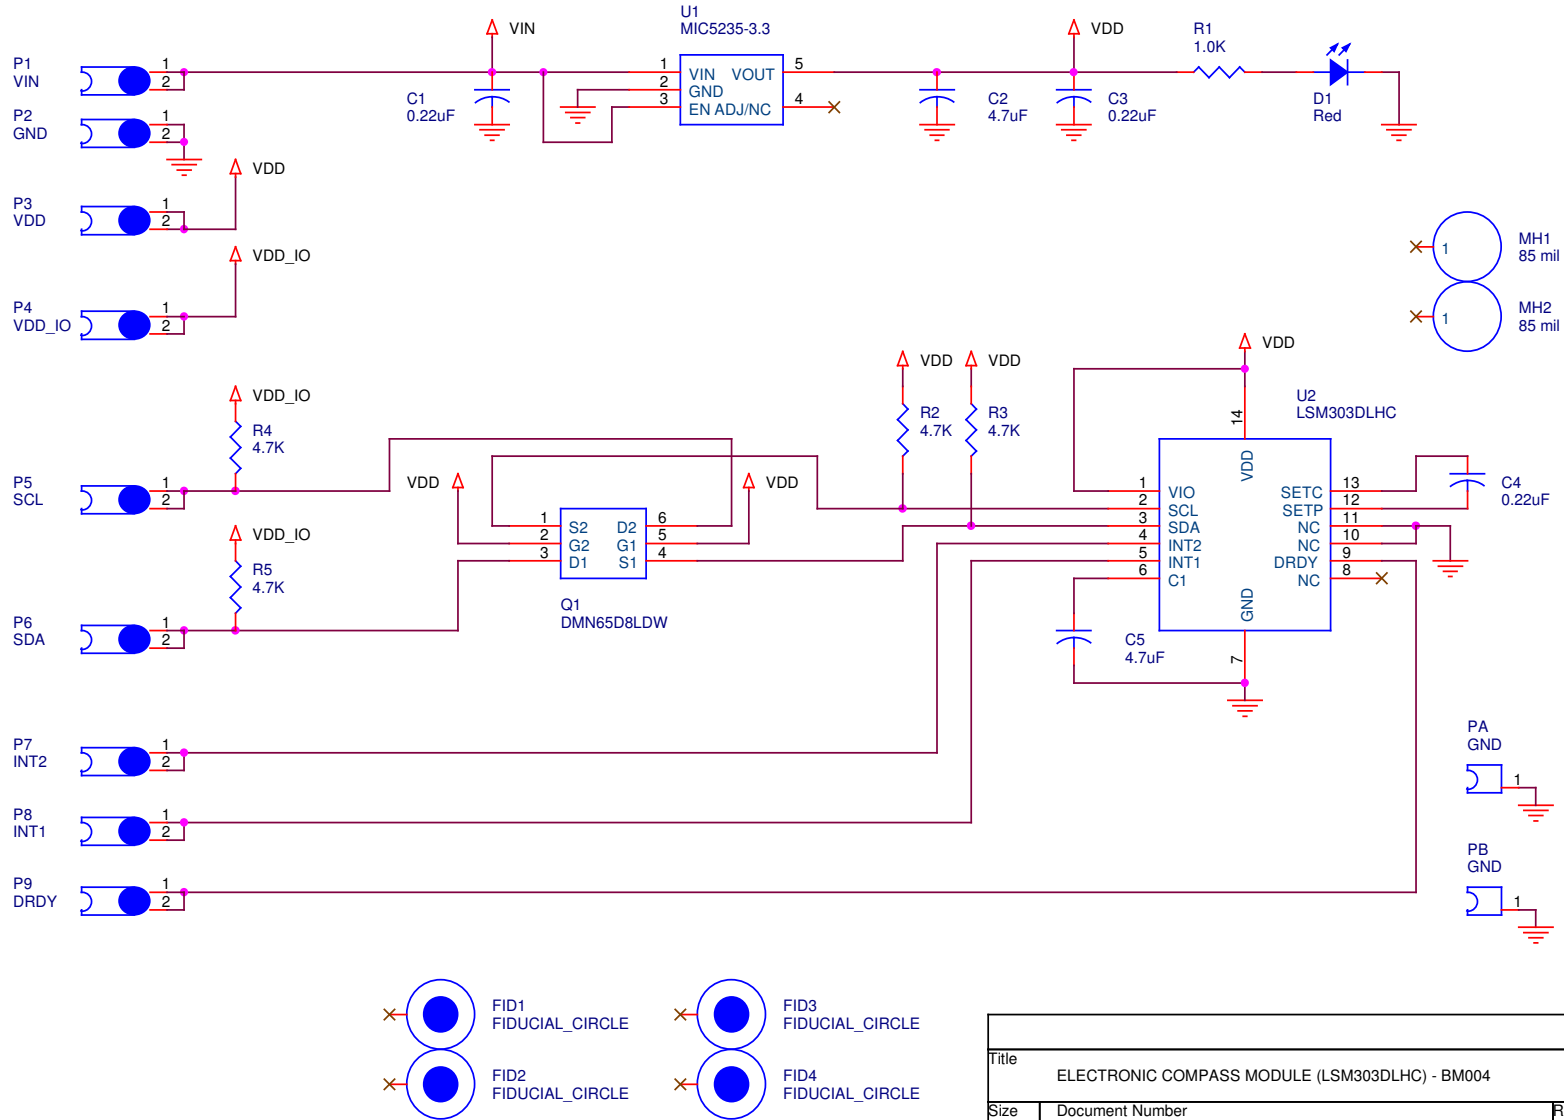 P1
VIN
1
2
VIN
C1
0.22uF
U1
MIC5235-3.3
1
2
3
VIN VOUT
GND
EN ADJ/NC
5
4
C2
4.7uF
VDD
C3
0.22uF
R1
1.0K
D1
Red
P2
GND
1
2
P3
VDD
1
2
VDD
P4
VDD_IO
1
2
VDD_IO
MH1
85 mil
1
MH2
85 mil
1
VDD_IO
R4
4.7K
P5
SCL
1
2
VDD_IO
R5
4.7K
P6
SDA
1
2
VDD
VDD
1
2
3
S2 D2
G2 G1
D1 S1
6
5
4
Q1
DMN65D8LDW
VDD
R2
4.7K
VDD
R3
4.7K
VDD
U2
LSM303DLHC
14
VDD
1
2
3
4
5
6
VIO
SCL
SDA
INT2
INT1
C1
SETC
SETP
NC
NC
DRDY
NC
13
12
11
10
9
8
GND
7
C4
0.22uF
C5
4.7uF
P7
INT2
1
2
P8
INT1
1
2
P9
DRDY
1
2
PA
GND
1
PB
GND
1
FID1
FIDUCIAL_CIRCLE
FID2
FIDUCIAL_CIRCLE
FID3
FIDUCIAL_CIRCLE
FID4
FIDUCIAL_CIRCLE
Title
ELECTRONIC COMPASS MODULE (LSM303DLHC) - BM004
Size
Document Number
R